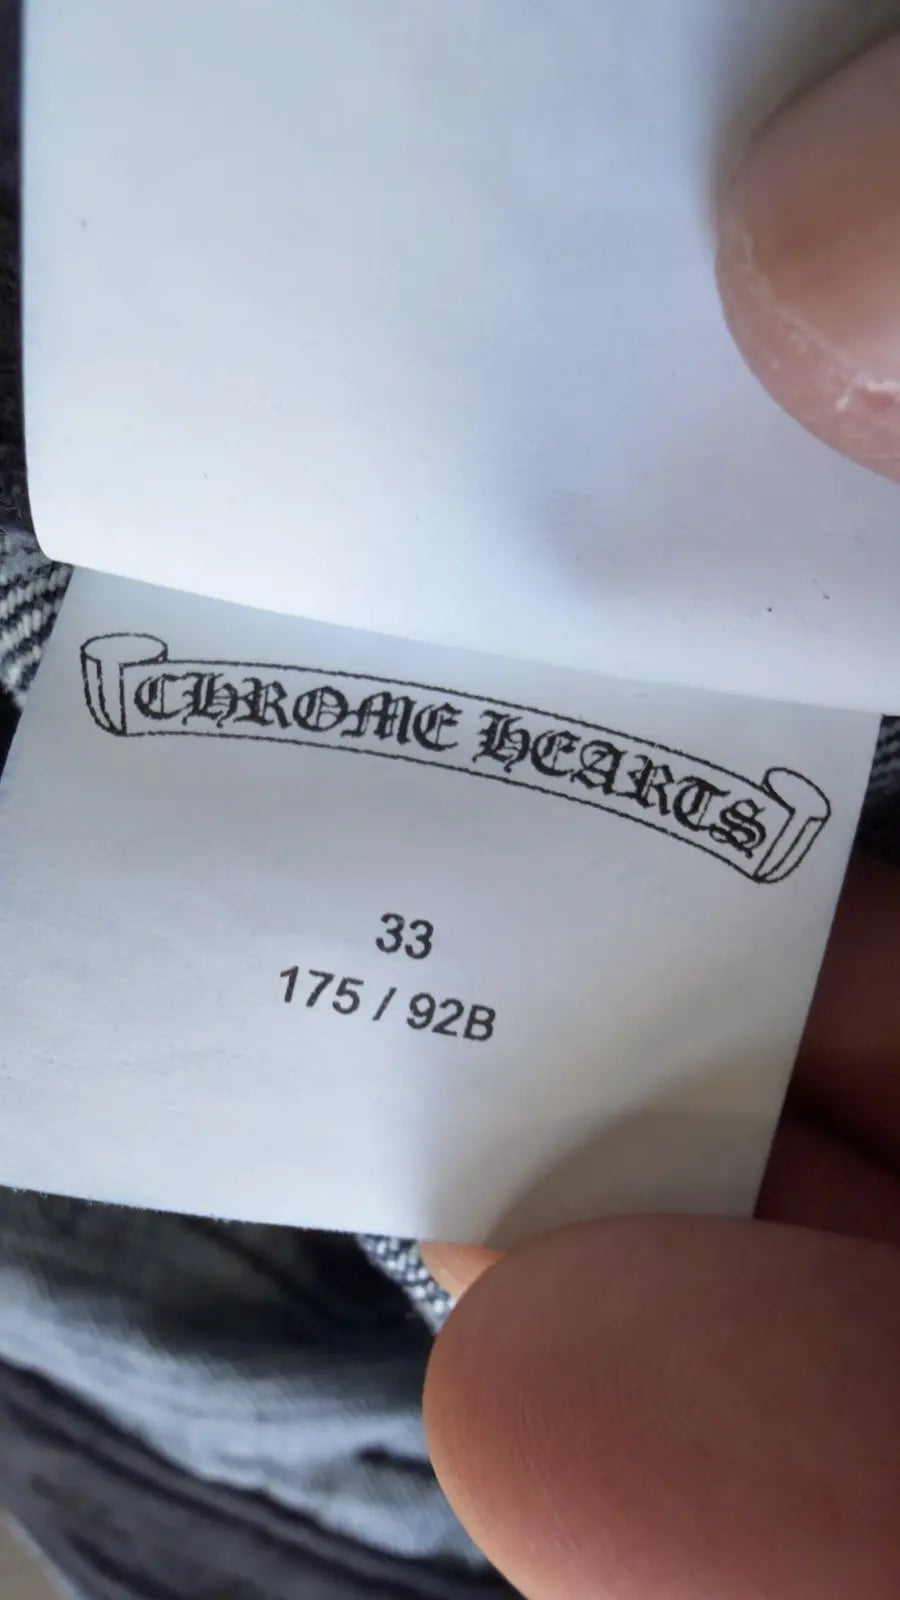 CHROME HEARTS
33
175 / 92B